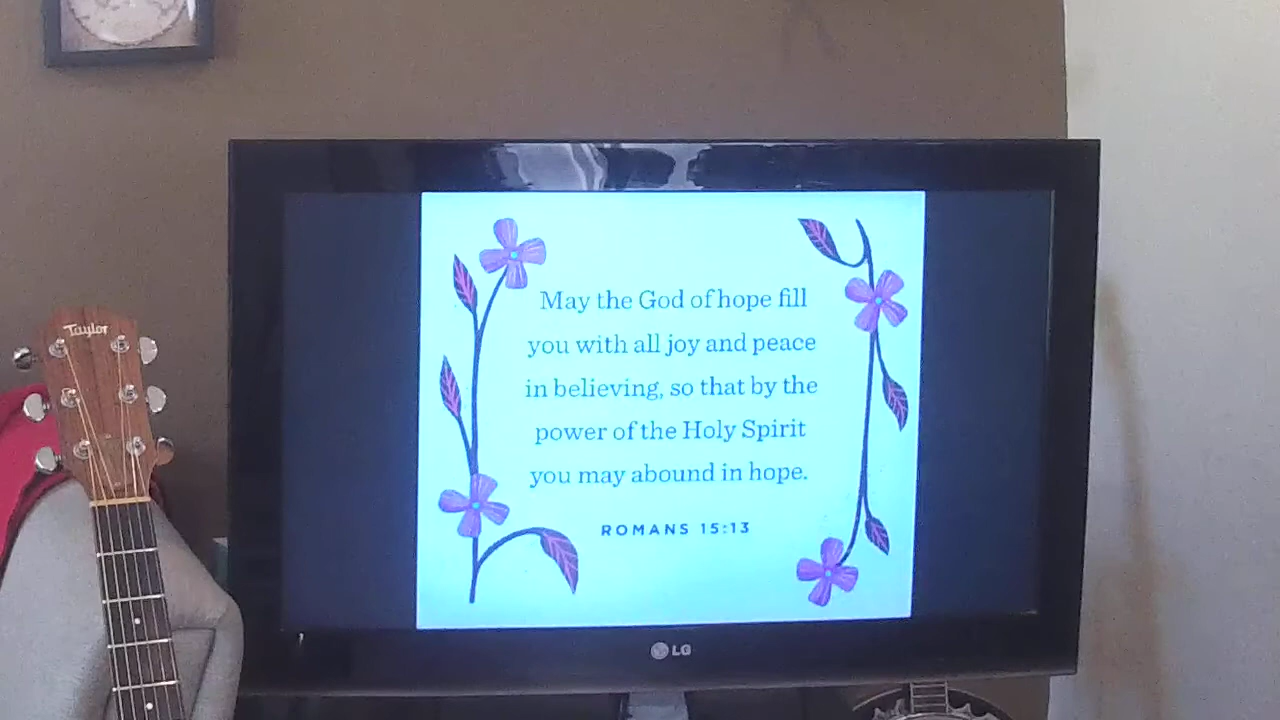 Taylor
May the God of hope fill
you with all joy and peace
in believing, so that by the
power of the Holy Spirit
you may abound in hope.
ROMANS 15:13
LG